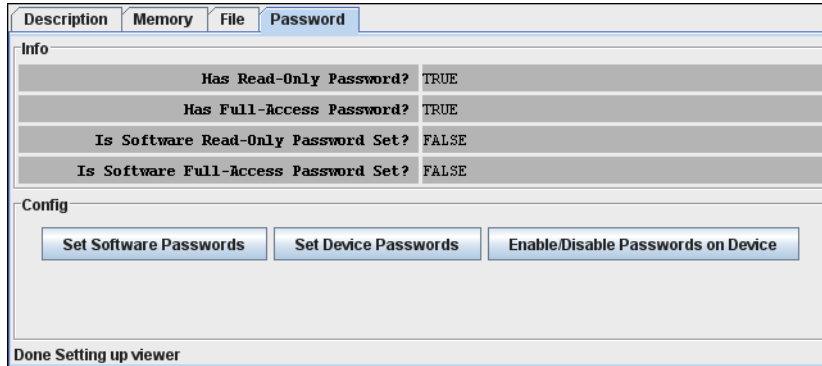 Description Memory File Password
Info
Has Read-Only Password? TRUE
Has Full-Access Password? TRUE
Is Software Read-Only Password Set? FALSE
Is Software Full-Access Password Set? FALSE
Config
Set Software Passwords Set Device Passwords Enable/Disable Passwords on Device
Done Setting up viewer